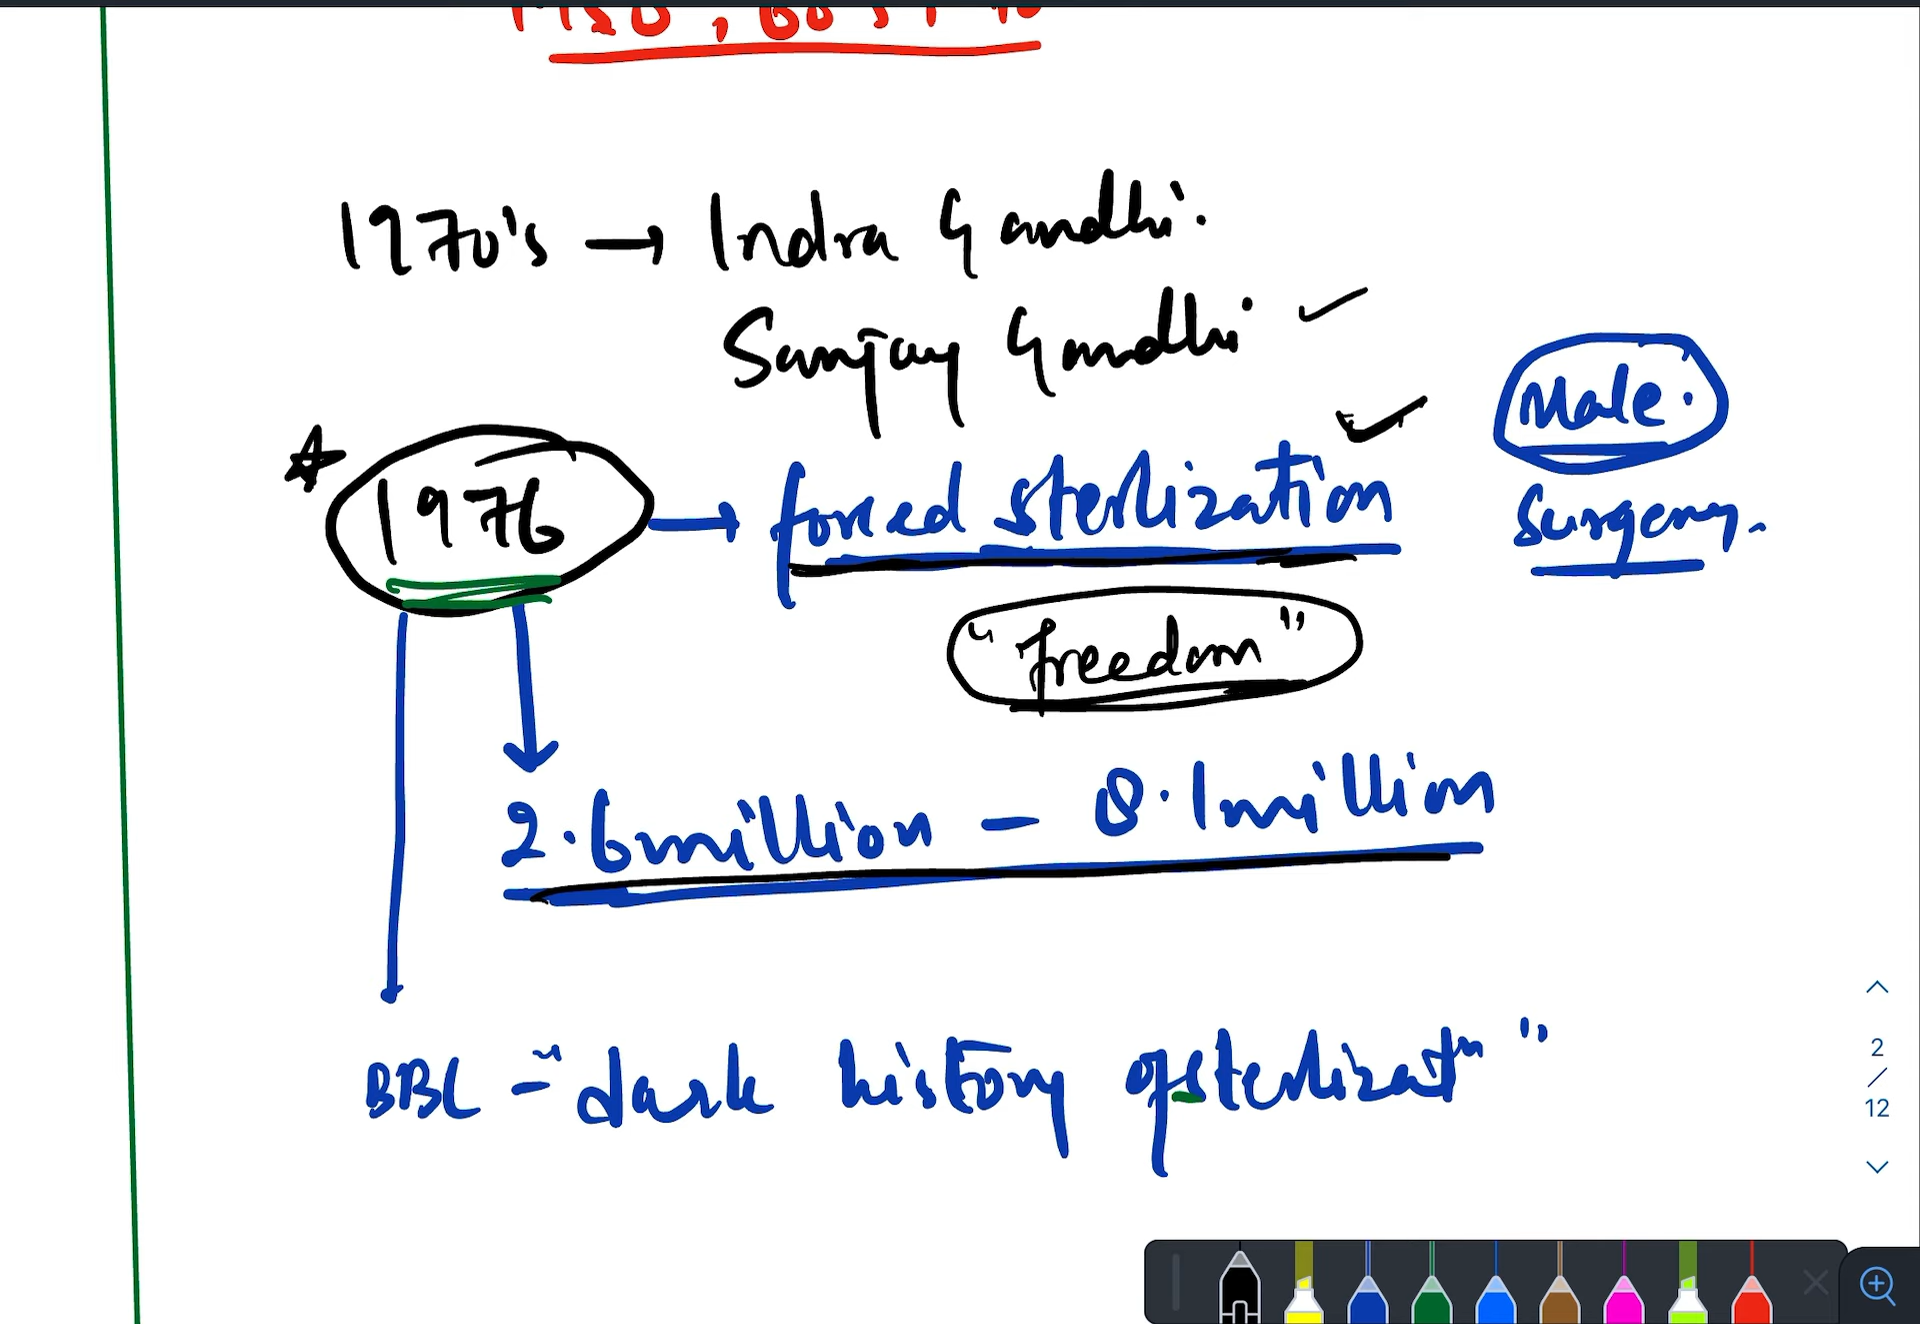 1970's → Indra Gandhi.
Sanjay Gandhi ✓
Male.
1976 → forced sterlization ✓
Surgery.
"freedom"
2.6million - 8.1million
BBC - "dark history of sterlizatn"
2
/
12